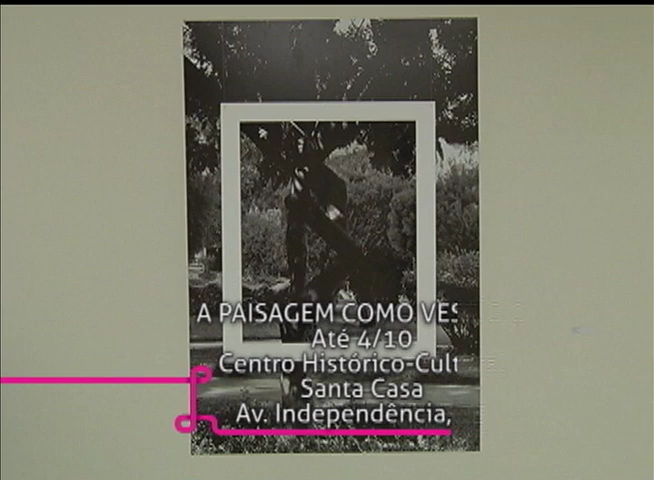 A PAISAGEM COMO VES
Até 4/10
Centro Histórico-Cult
Santa Casa
Av. Independência,